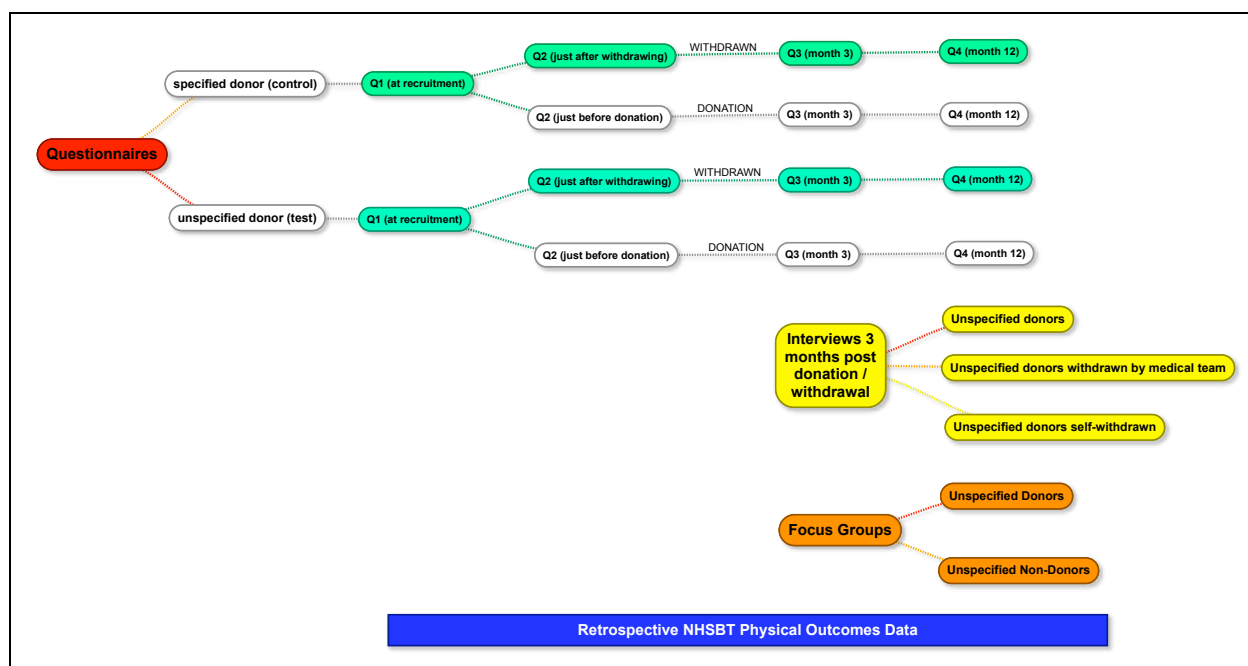 WITHDRAWN
Q2 (just after withdrawing)
Q3 (month 3)
Q4 (month 12)
specified donor (control)
Q1 (at recruitment)
DONATION
Q2 (just before donation)
Q3 (month 3)
Q4 (month 12)
Questionnaires
WITHDRAWN
Q2 (just after withdrawing)
Q3 (month 3)
Q4 (month 12)
unspecified donor (test)
Q1 (at recruitment)
DONATION
Q2 (just before donation)
Q3 (month 3)
Q4 (month 12)
Interviews 3
months post
donation /
withdrawal
Unspecified donors
Unspecified donors withdrawn by medical team
Unspecified donors self-withdrawn
Focus Groups
Unspecified Donors
Unspecified Non-Donors
Retrospective NHSBT Physical Outcomes Data